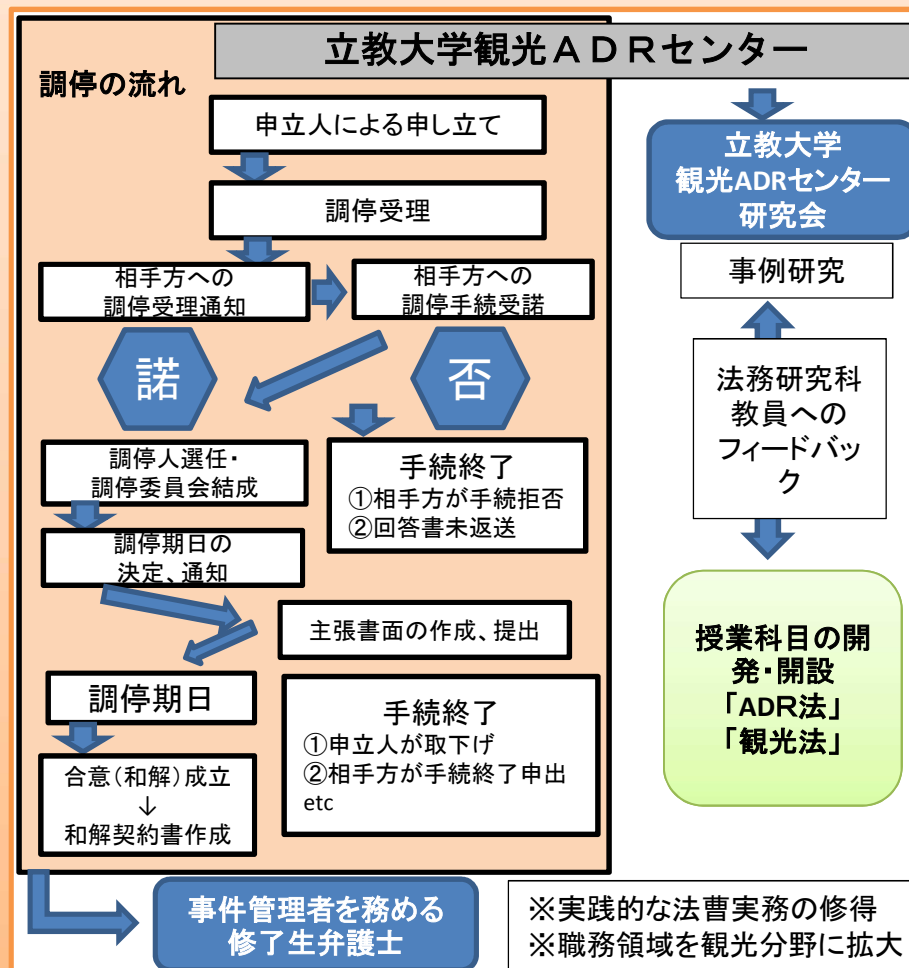 立教大学観光ＡＤＲセンター
調停の流れ
申立人による申し立て
調停受理
相手方への
調停受理通知
相手方への
調停手続受諾
諾
否
調停人選任・
調停委員会結成
手続終了
①相手方が手続拒否
②回答書未返送
調停期日の
決定、通知
主張書面の作成、提出
調停期日
手続終了
①申立人が取下げ
②相手方が手続終了申出
etc
合意（和解）成立
↓
和解契約書作成
事件管理者を務める
修了生弁護士
立教大学
観光ADRセンター
研究会
事例研究
法務研究科
教員への
フィードバッ
ク
授業科目の開
発・開設
「ADR法」
「観光法」
※実践的な法曹実務の修得
※職務領域を観光分野に拡大